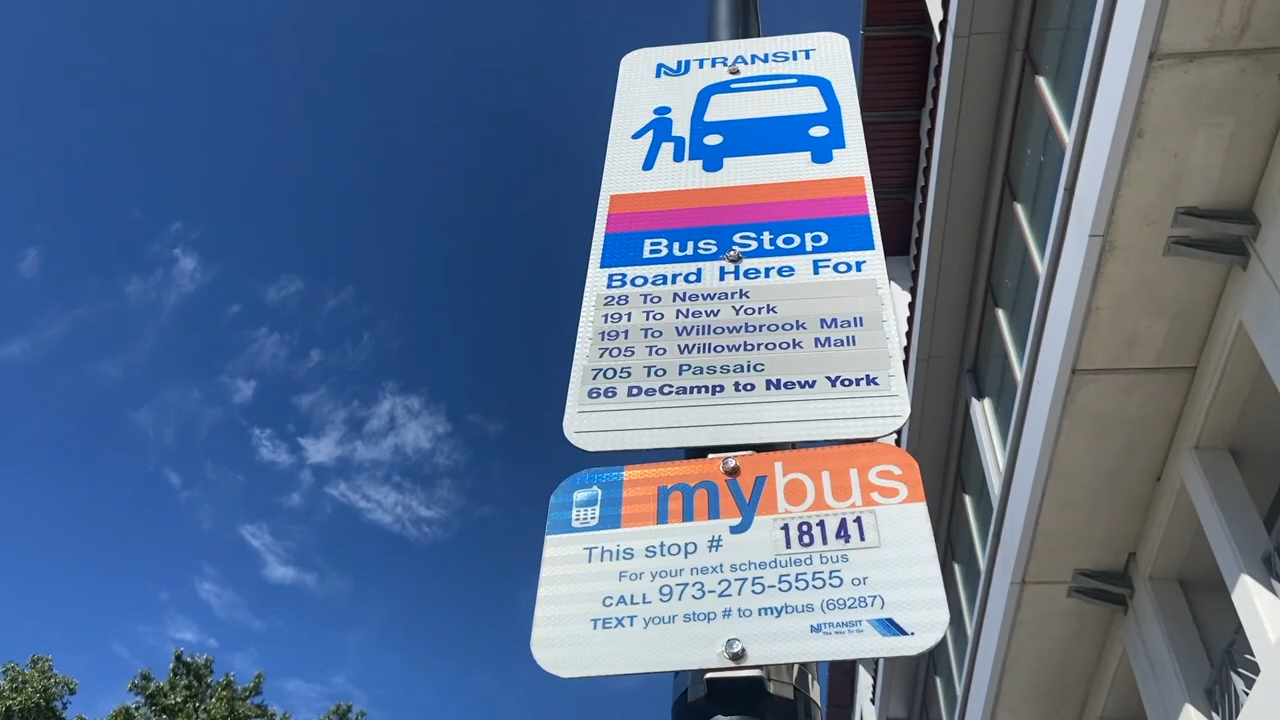 NJ TRANSIT
Bus Stop
Board Here For
28 To Newark
191 To New York
191 To Willowbrook Mall
705 To Willowbrook Mall
705 To Passaic
66 DeCamp to New York
mybus
This stop # 18141
For your next scheduled bus
CALL 973-275-5555 or
TEXT your stop # to mybus (69287)
NJ TRANSIT
The Way To Go.